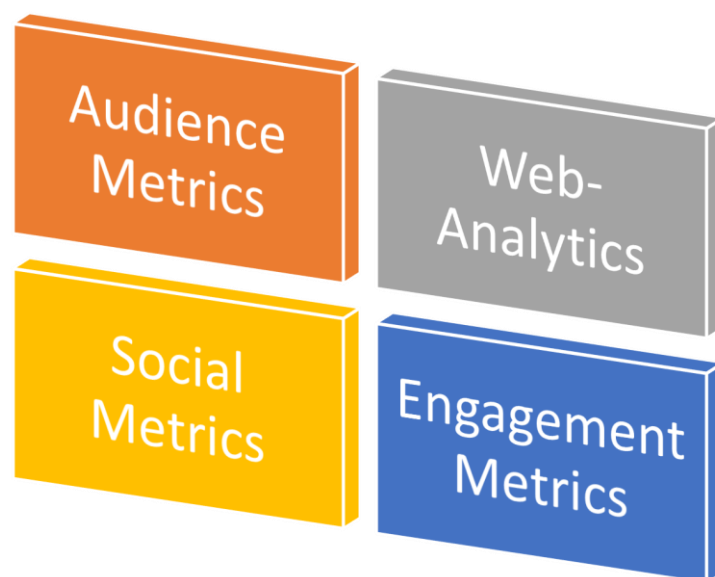 Audience
Metrics
Web-
Analytics
Social
Metrics
Engagement
Metrics